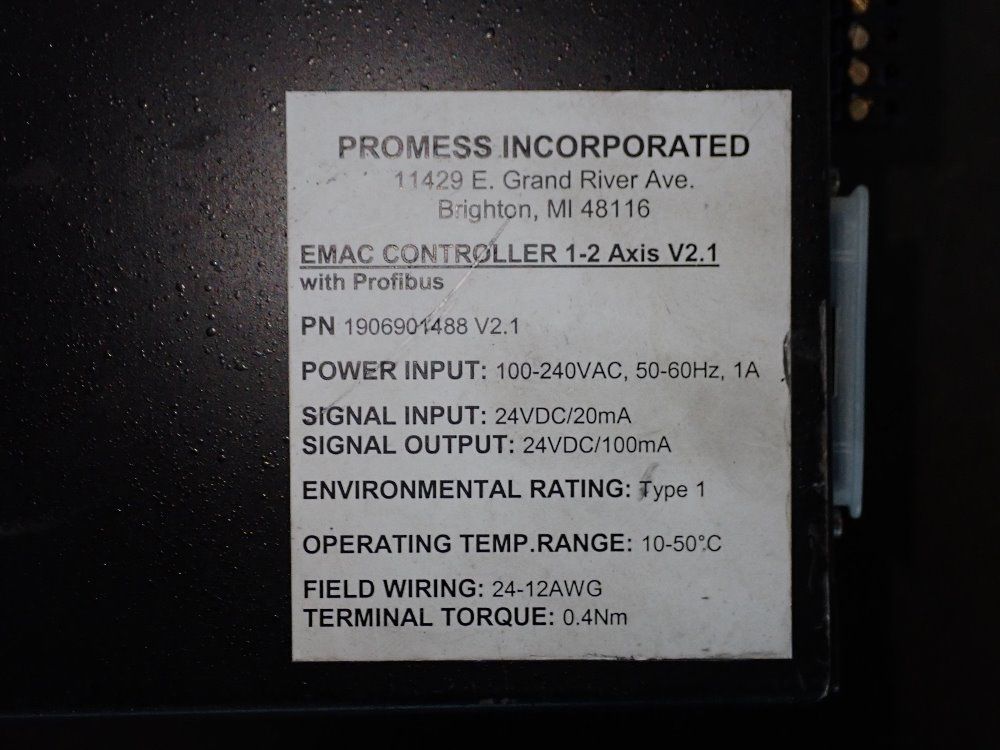 PROMESS INCORPORATED
11429 E. Grand River Ave.
Brighton, MI 48116
EMAC CONTROLLER 1-2 Axis V2.1
with Profibus
PN 1906901488 V2.1
POWER INPUT: 100-240VAC, 50-60Hz, 1A
SIGNAL INPUT: 24VDC/20mA
SIGNAL OUTPUT: 24VDC/100mA
ENVIRONMENTAL RATING: Type 1
OPERATING TEMP.RANGE: 10-50°C
FIELD WIRING: 24-12AWG
TERMINAL TORQUE: 0.4Nm